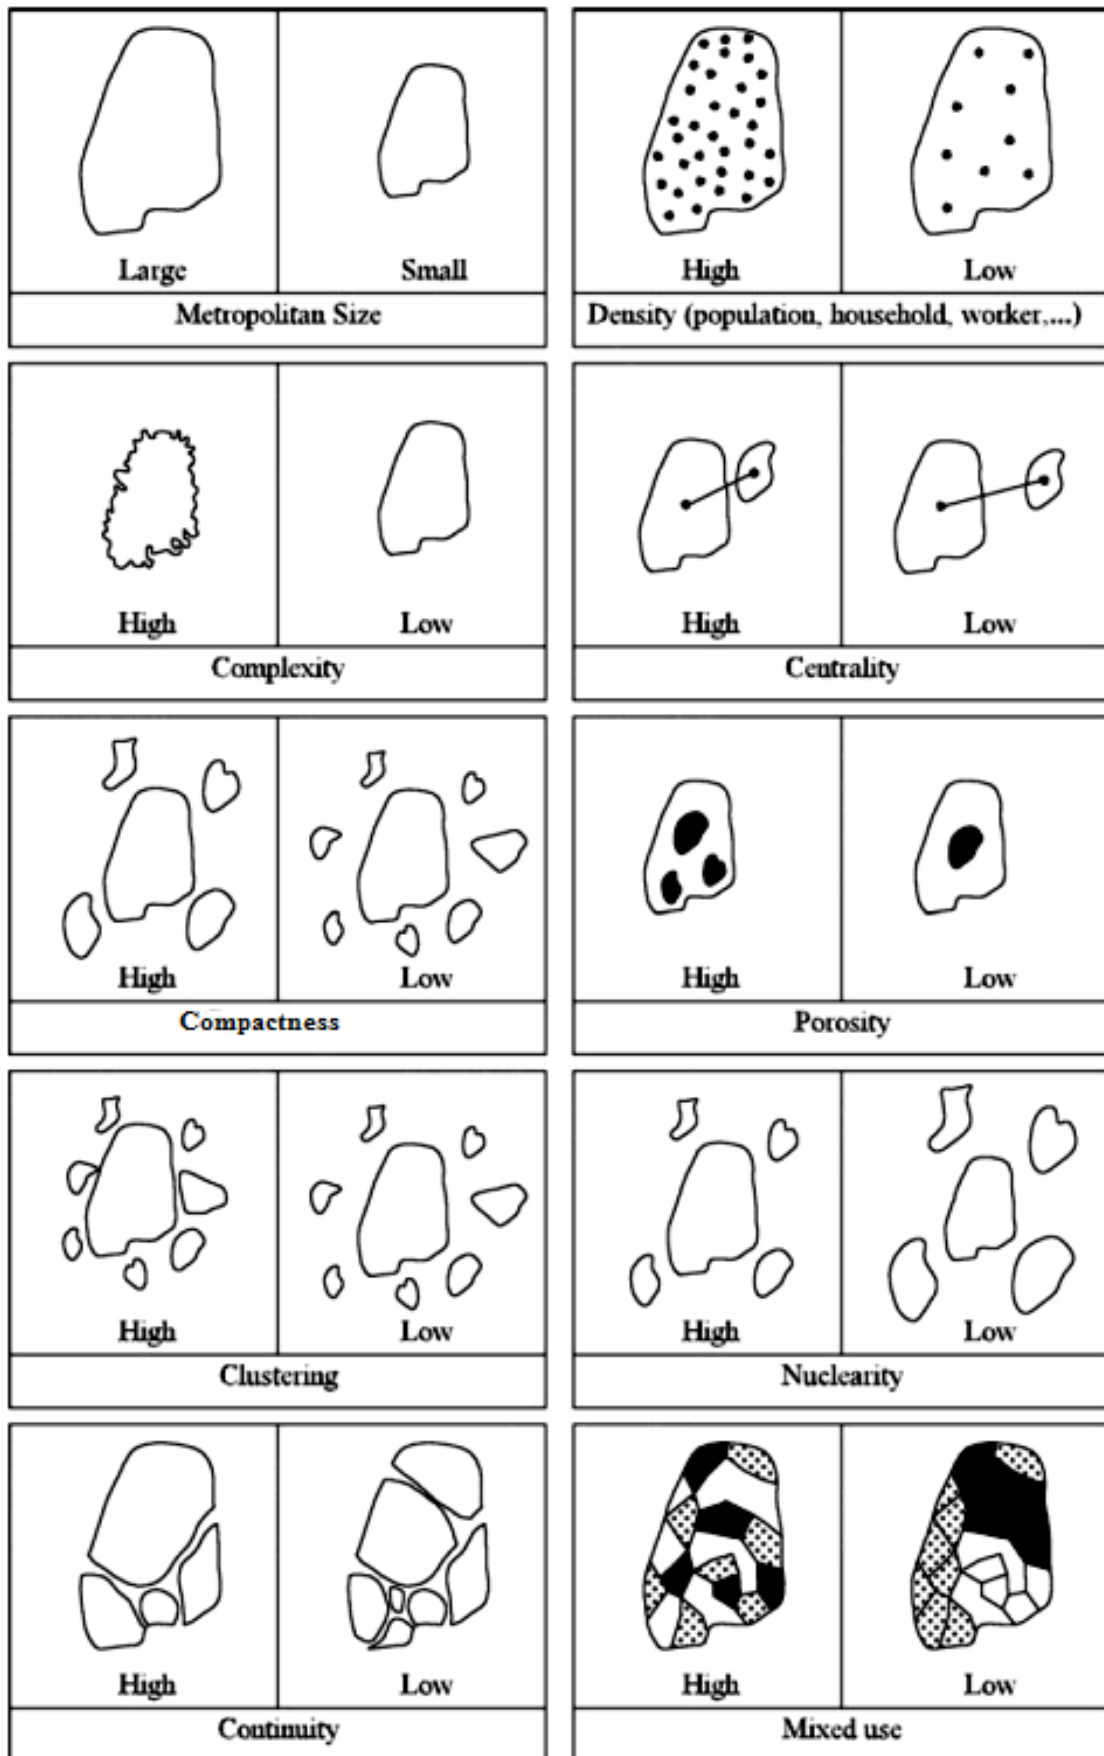 Large Small
Metropolitan Size
High Low
Density (population, household, worker,...)
High Low
Complexity
High Low
Centrality
High Low
Compactness
High Low
Porosity
High Low
Clustering
High Low
Nuclearity
High Low
Continuity
High Low
Mixed use